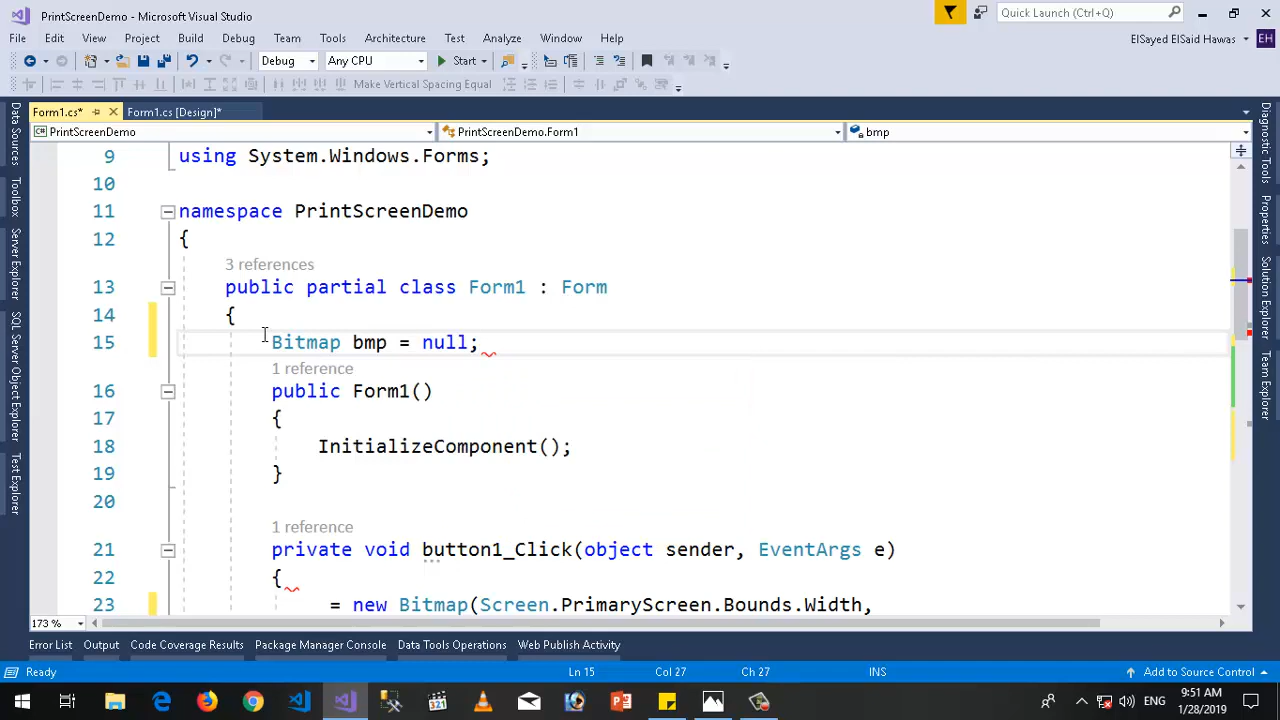 PrintScreenDemo - Microsoft Visual Studio
Quick Launch (Ctrl+Q)
File Edit View Project Build Debug Team Tools Architecture Test Analyze Window Help
ElSayed ElSaid Hawas EH
Debug Any CPU Start
Make Vertical Spacing Equal
Form1.cs* Form1.cs [Design]*
PrintScreenDemo PrintScreenDemo.Form1 bmp
Data Sources Toolbox Server Explorer SQL Server Object Explorer Test Explorer
Diagnostic Tools Properties Solution Explorer Team Explorer
9 using System.Windows.Forms;
10
11 namespace PrintScreenDemo
12 {
3 references
13 public partial class Form1 : Form
14 {
15 Bitmap bmp = null;
1 reference
16 public Form1()
17 {
18 InitializeComponent();
19 }
20
1 reference
21 private void button1_Click(object sender, EventArgs e)
22 {
23 = new Bitmap(Screen.PrimaryScreen.Bounds.Width,
173 %
Error List Output Code Coverage Results Package Manager Console Data Tools Operations Web Publish Activity
Ready Ln 15 Col 27 Ch 27 INS Add to Source Control
ENG 9:51 AM
1/28/2019